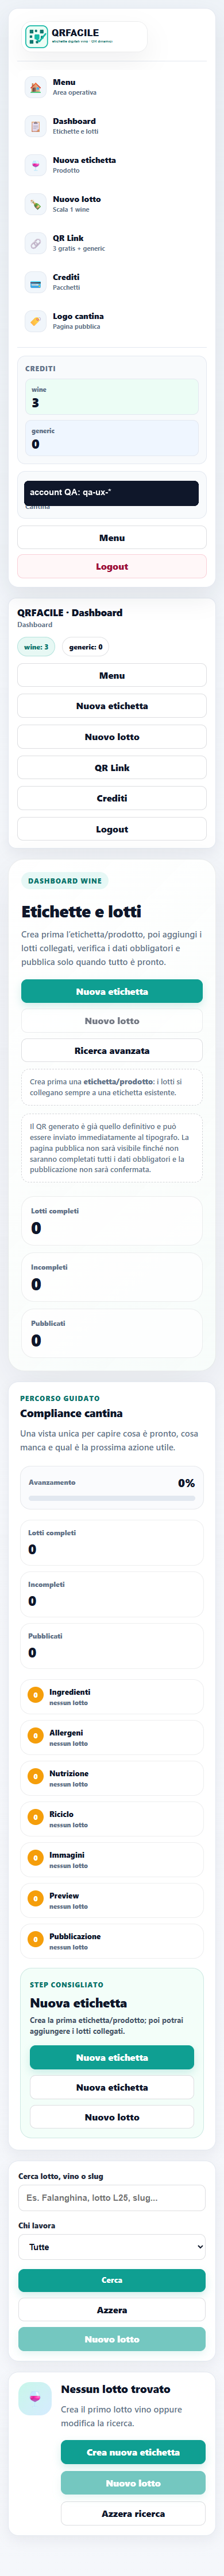 QRFACILE
Menu
Area operativa
Dashboard
Etichette e lotti
Nuova etichetta
Prodotto
Nuovo lotto
Scala 1 wine
QR Link
3 gratis + generic
Crediti
Pacchetti
Logo cantina
Pagina pubblica
CREDITI
wine
3
generic
0
account QA: qa-ux-*
Cantina
Menu
Logout
QRFACILE · Dashboard
Dashboard
wine: 3
generic: 0
Menu
Nuova etichetta
Nuovo lotto
QR Link
Crediti
Logout
DASHBOARD WINE
Etichette e lotti
Crea prima l'etichetta/prodotto, poi aggiungi i
lotti collegati, verifica i dati obbligatori e
pubblica solo quando tutto è pronto.
Nuova etichetta
Nuovo lotto
Ricerca avanzata
Crea prima una etichetta/prodotto: i lotti si
collegano sempre a una etichetta esistente.
Il QR generato è già quello definitivo e può
essere inviato immediatamente al tipografo. La
pagina pubblica non sarà visibile finché non
saranno completati tutti i dati obbligatori e la
pubblicazione non sarà confermata.
Lotti completi
0
Incompleti
0
Pubblicati
0
PERCORSO GUIDATO
Compliance cantina
Una vista unica per capire cosa è pronto, cosa
manca e qual è la prossima azione utile.
Avanzamento
0%
Lotti completi
0
Incompleti
0
Pubblicati
0
0
Ingredienti
nessun lotto
0
Allergeni
nessun lotto
0
Nutrizione
nessun lotto
0
Riciclo
nessun lotto
0
Immagini
nessun lotto
0
Preview
nessun lotto
0
Pubblicazione
nessun lotto
STEP CONSIGLIATO
Nuova etichetta
Crea la prima etichetta/prodotto; poi potrai
aggiungere i lotti collegati.
Nuova etichetta
Nuova etichetta
Nuovo lotto
Cerca lotto, vino o slug
Es. Falanghina, lotto L25, slug...
Chi lavora
Tutte
Cerca
Azzera
Nuovo lotto
Nessun lotto trovato
Crea il primo lotto vino oppure
modifica la ricerca.
Crea nuova etichetta
Nuovo lotto
Azzera ricerca